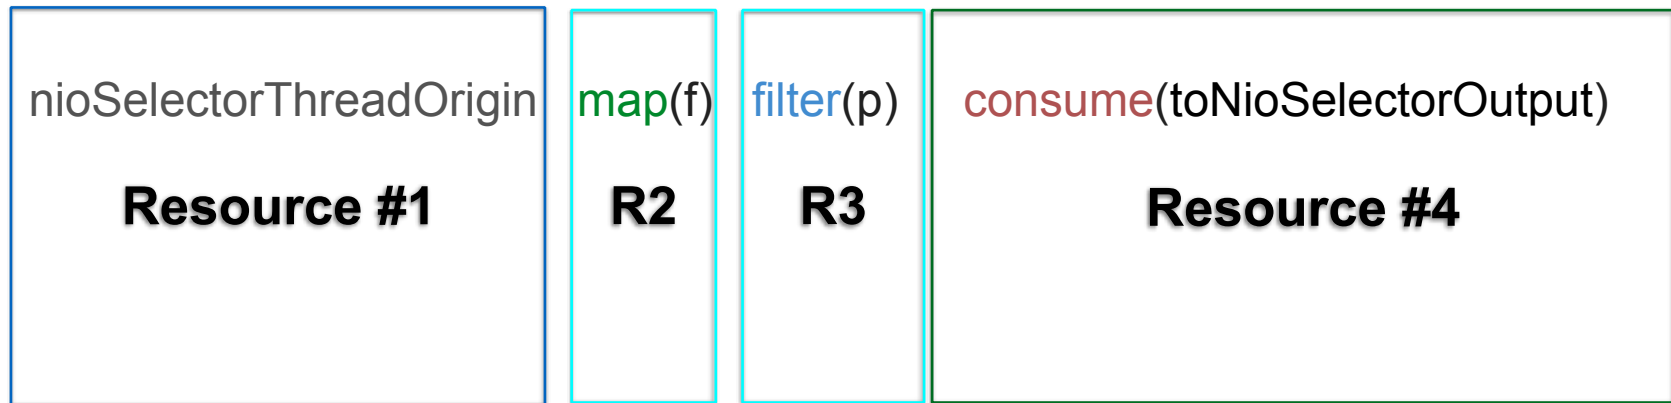 nioSelectorThreadOrigin map(f) filter(p) consume(toNioSelectorOutput)
Resource #1 R2 R3 Resource #4